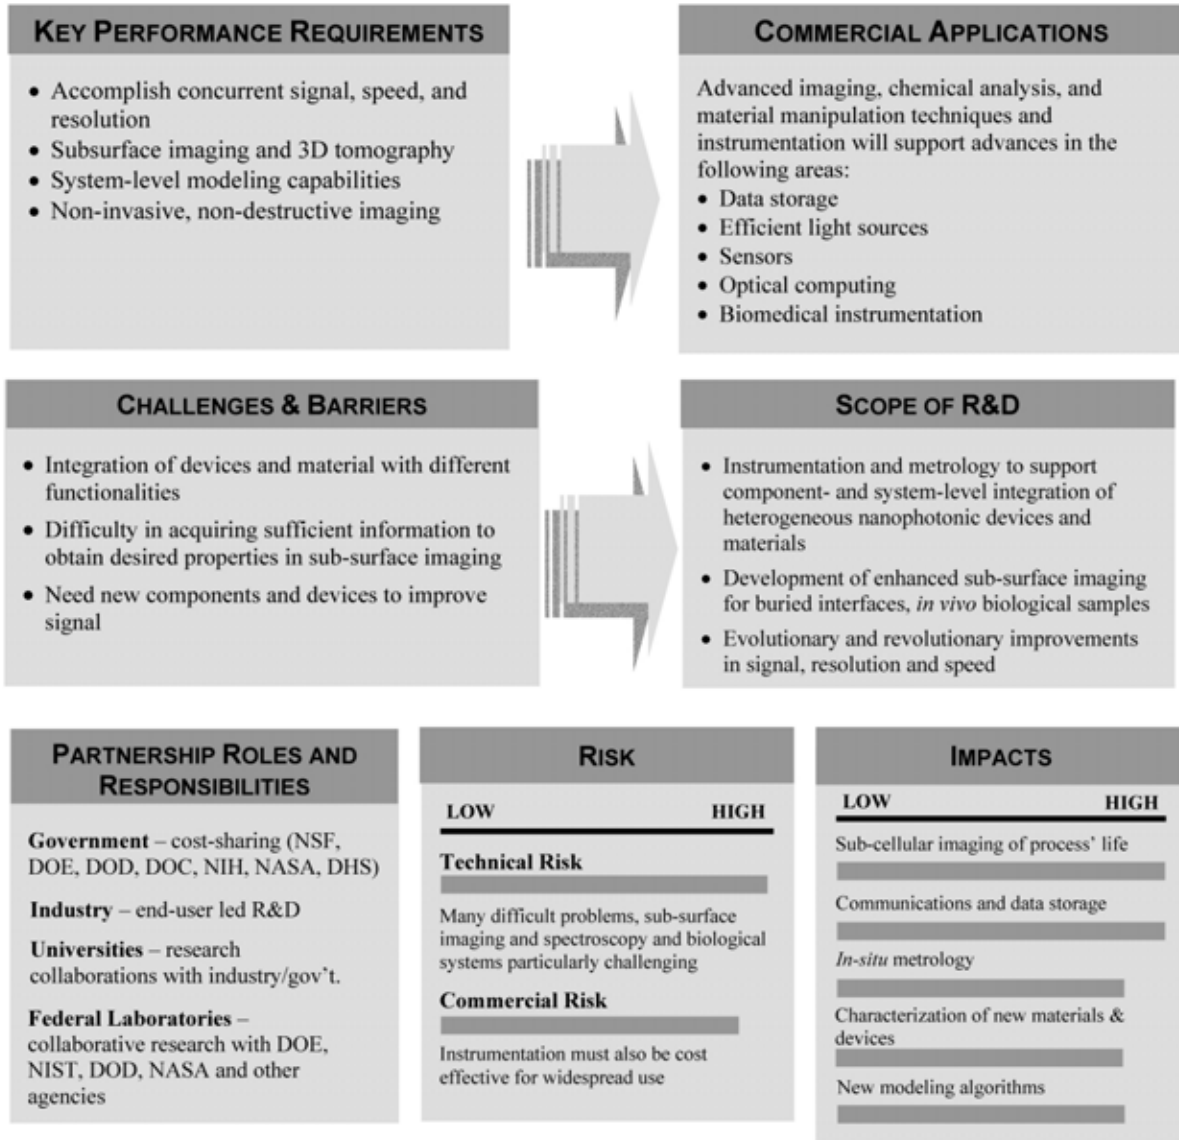 KEY PERFORMANCE REQUIREMENTS
• Accomplish concurrent signal, speed, and
resolution
• Subsurface imaging and 3D tomography
• System-level modeling capabilities
• Non-invasive, non-destructive imaging
COMMERCIAL APPLICATIONS
Advanced imaging, chemical analysis, and
material manipulation techniques and
instrumentation will support advances in the
following areas:
• Data storage
• Efficient light sources
• Sensors
• Optical computing
• Biomedical instrumentation
CHALLENGES & BARRIERS
• Integration of devices and material with different
functionalities
• Difficulty in acquiring sufficient information to
obtain desired properties in sub-surface imaging
• Need new components and devices to improve
signal
SCOPE OF R&D
• Instrumentation and metrology to support
component- and system-level integration of
heterogeneous nanophotonic devices and
materials
• Development of enhanced sub-surface imaging
for buried interfaces, in vivo biological samples
• Evolutionary and revolutionary improvements
in signal, resolution and speed
PARTNERSHIP ROLES AND
RESPONSIBILITIES
Government – cost-sharing (NSF,
DOE, DOD, DOC, NIH, NASA, DHS)
Industry – end-user led R&D
Universities – research
collaborations with industry/gov't.
Federal Laboratories –
collaborative research with DOE,
NIST, DOD, NASA and other
agencies
RISK
LOW HIGH
Technical Risk
Many difficult problems, sub-surface
imaging and spectroscopy and biological
systems particularly challenging
Commercial Risk
Instrumentation must also be cost
effective for widespread use
IMPACTS
LOW HIGH
Sub-cellular imaging of process' life
Communications and data storage
In-situ metrology
Characterization of new materials &
devices
New modeling algorithms